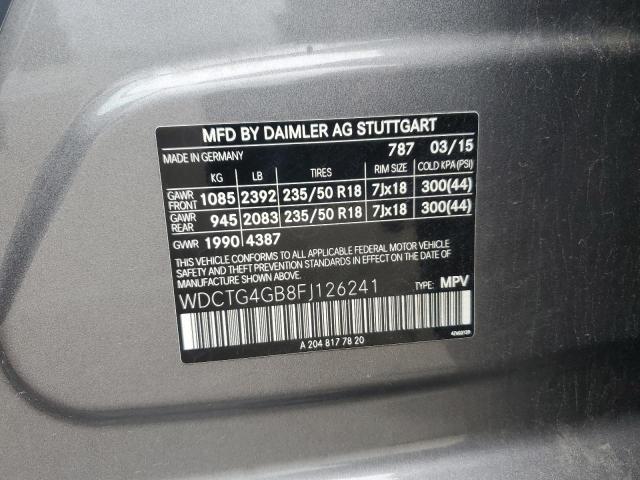 MFD BY DAIMLER AG STUTTGART
MADE IN GERMANY 787 03/15
KG LB TIRES RIM SIZE COLD KPA(PSI)
GAWR FRONT 1085 2392 235/50 R18 7Jx18 300(44)
GAWR REAR 945 2083 235/50 R18 7Jx18 300(44)
GVWR 1990 4387
THIS VEHICLE CONFORMS TO ALL APPLICABLE FEDERAL MOTOR VEHICLE
SAFETY, BUMPER, AND THEFT PREVENTION STANDARDS IN EFFECT
ON THE DATE OF MANUFACTURE SHOWN ABOVE.
WDCTG4GB8FJ126241 TYPE: MPV
A 204 817 78 20